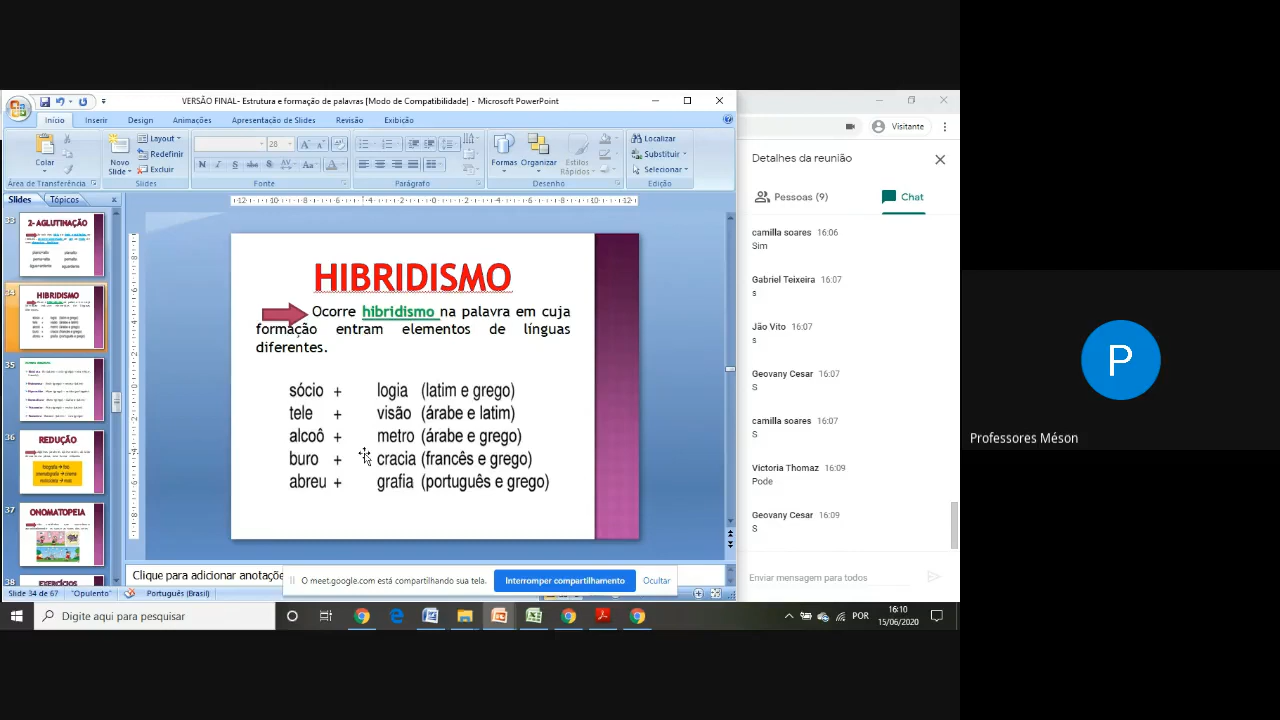 VERSÃO FINAL- Estrutura e formação de palavras [Modo de Compatibilidade] - Microsoft PowerPoint
Início Inserir Design Animações Apresentação de Slides Revisão Exibição
Colar
Novo Slide
Layout
Redefinir
Excluir
Formas
Organizar
Estilos Rápidos
Localizar
Substituir
Selecionar
28
Área de Transferência Slides Fonte Parágrafo Desenho Edição
Slides Tópicos
33
2- AGLUTINAÇÃO
34
HIBRIDISMO
35
36
REDUÇÃO
37
ONOMATOPEIA
38
EXERCÍCIOS
HIBRIDISMO
Ocorre hibridismo na palavra em cuja
formação entram elementos de línguas
diferentes.
sócio + logia (latim e grego)
tele + visão (árabe e latim)
alcoô + metro (árabe e grego)
buro + cracia (francês e grego)
abreu + grafia (português e grego)
Clique para adicionar anotaçõe
O meet.google.com está compartilhando sua tela. Interromper compartilhamento Ocultar
Slide 34 de 67 "Opulento" Português (Brasil)
Visitante
Detalhes da reunião
Pessoas (9) Chat
camilla soares 16:06
Sim
Gabriel Teixeira 16:07
s
Jão Vito 16:07
s
Geovany Cesar 16:07
S
camilla soares 16:07
S
Victoria Thomaz 16:09
Pode
Geovany Cesar 16:09
S
Enviar mensagem para todos
Digite aqui para pesquisar
POR
16:10
15/06/2020
P
Professores Méson